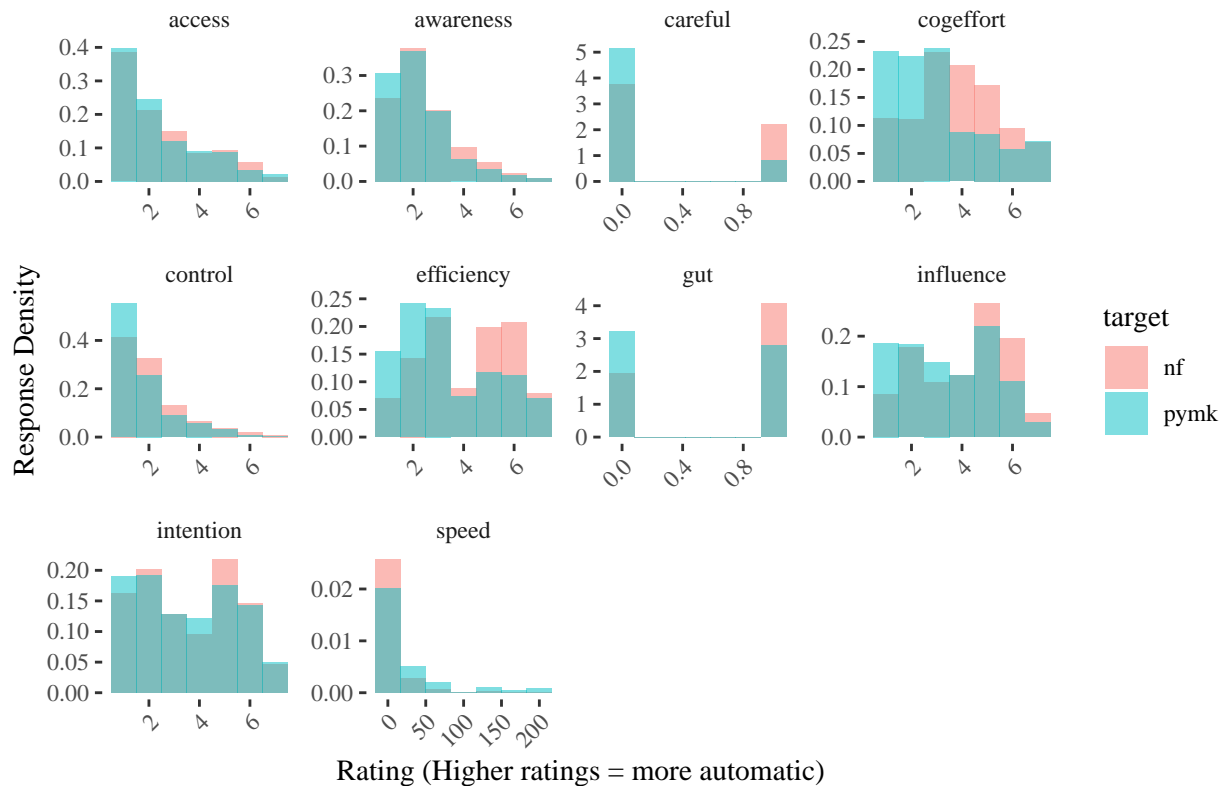 access awareness careful cogeffort
0.4 0.3 0.2 0.1 0.0
0.3 0.2 0.1 0.0
5 4 3 2 1 0
0.25 0.20 0.15 0.10 0.05 0.00
2 4 6 2 4 6 0.0 0.4 0.8 2 4 6
control efficiency gut influence
0.4 0.2 0.0
0.25 0.20 0.15 0.10 0.05 0.00
4 3 2 1 0
0.2 0.1 0.0
2 4 6 2 4 6 0.0 0.4 0.8 2 4 6
intention speed
0.20 0.15 0.10 0.05 0.00
0.02 0.01 0.00
2 4 6 0 50 100 150 200
Response Density
Rating (Higher ratings = more automatic)
target
nf
pymk